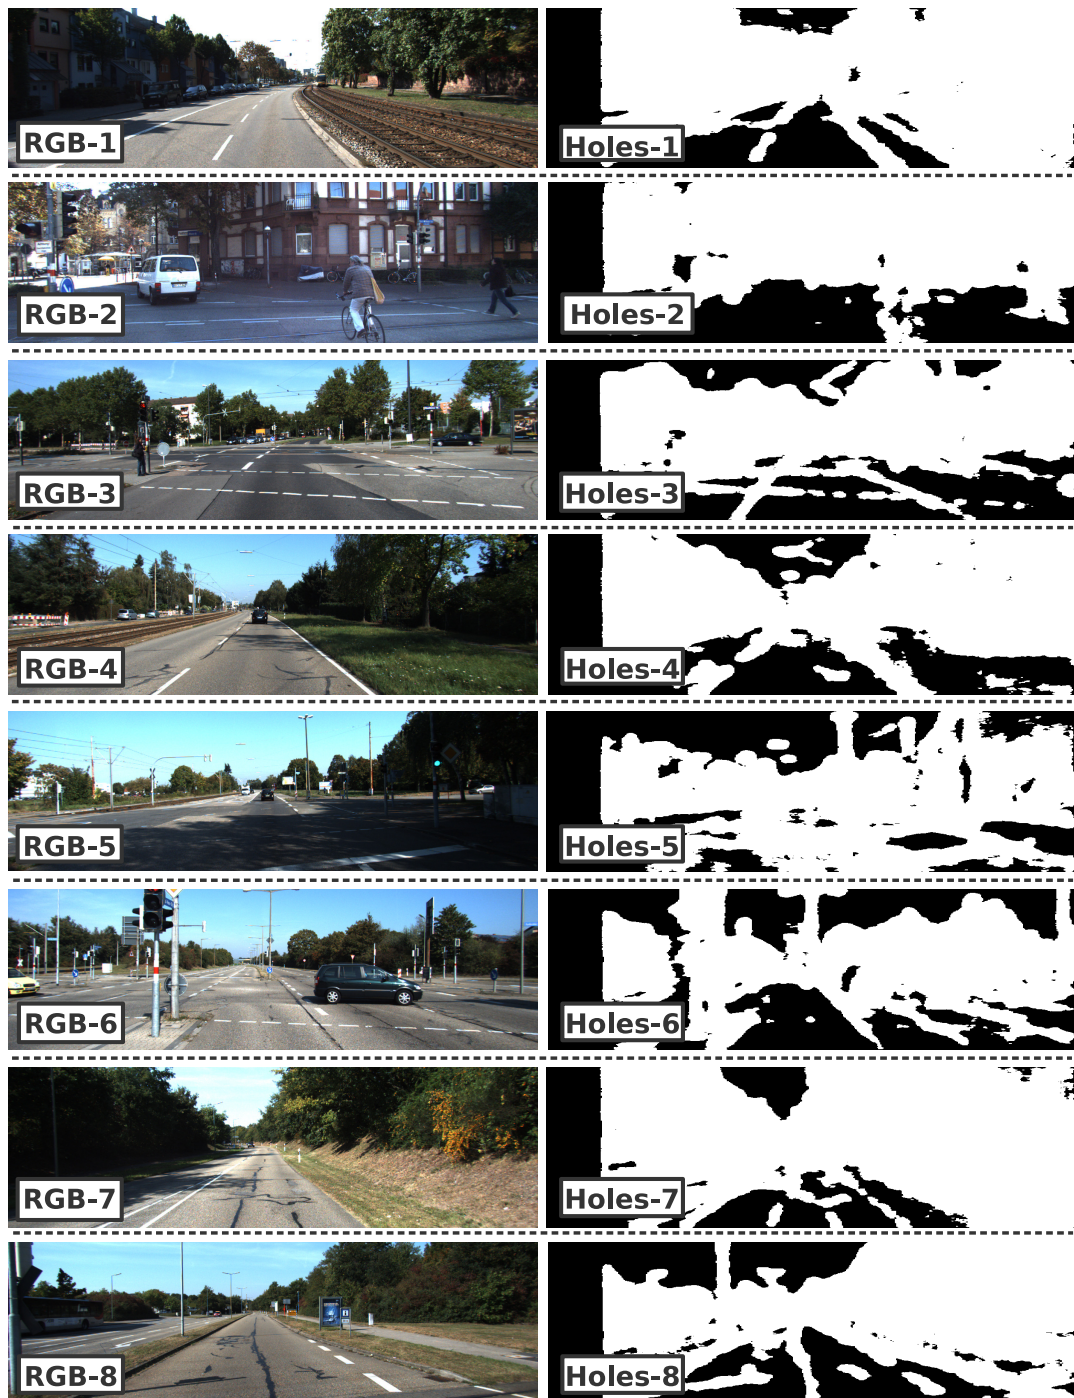 RGB-1 Holes-1
RGB-2 Holes-2
RGB-3 Holes-3
RGB-4 Holes-4
RGB-5 Holes-5
RGB-6 Holes-6
RGB-7 Holes-7
RGB-8 Holes-8